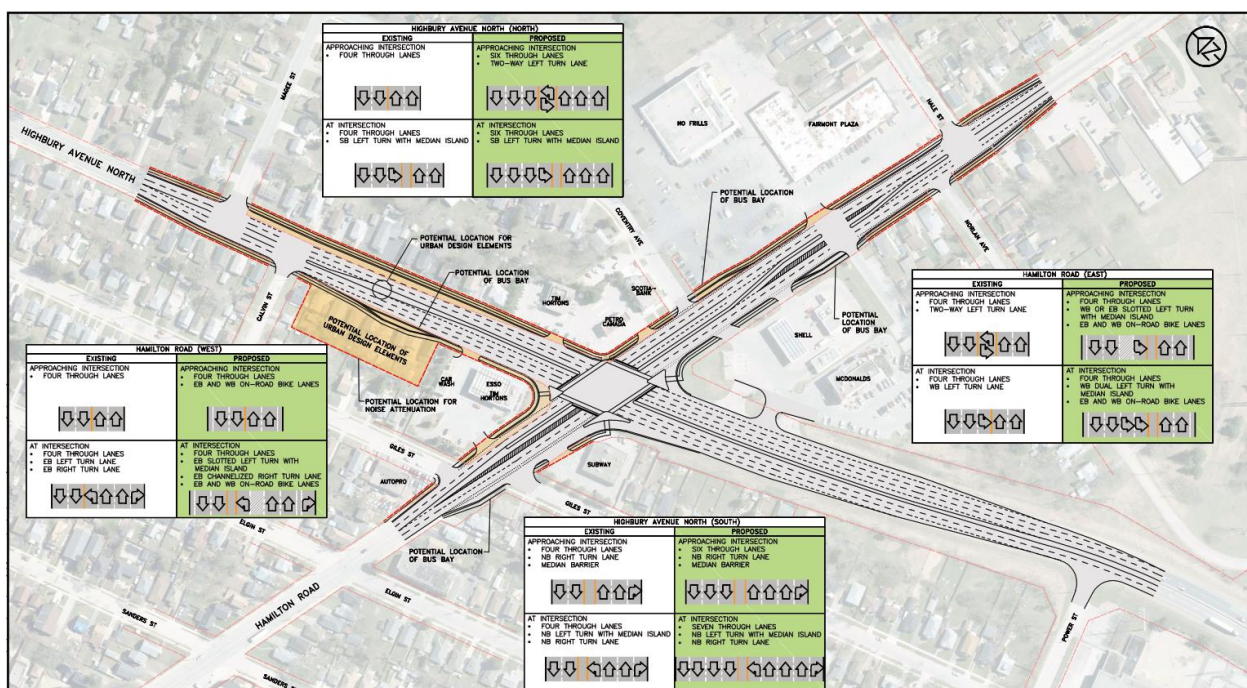 HIGHBURY AVENUE NORTH (NORTH)
EXISTING
PROPOSED
APPROACHING INTERSECTION
• FOUR THROUGH LANES
APPROACHING INTERSECTION
• SIX THROUGH LANES
• TWO-WAY LEFT TURN LANE
AT INTERSECTION
• FOUR THROUGH LANES
• SB LEFT TURN WITH MEDIAN ISLAND
AT INTERSECTION
• SIX THROUGH LANES
• SB LEFT TURN WITH MEDIAN ISLAND
MAGEE ST
HIGHBURY AVENUE NORTH
NO FRILLS
FAIRMONT PLAZA
HALE ST
POTENTIAL LOCATION
OF BUS BAY
COVENTRY AVE
NORLAN AVE
POTENTIAL LOCATION FOR
URBAN DESIGN ELEMENTS
POTENTIAL LOCATION
OF BUS BAY
SCOTIA-
BANK
TIM
HORTONS
PETRO
CANADA
CALVIN ST
POTENTIAL LOCATION OF
URBAN DESIGN ELEMENTS
POTENTIAL LOCATION
OF BUS BAY
SHELL
MCDONALDS
HAMILTON ROAD (EAST)
EXISTING
PROPOSED
APPROACHING INTERSECTION
• FOUR THROUGH LANES
• TWO-WAY LEFT TURN LANE
APPROACHING INTERSECTION
• FOUR THROUGH LANES
• WB OR EB SLOTTED LEFT TURN
WITH MEDIAN ISLAND
• EB AND WB ON-ROAD BIKE LANES
AT INTERSECTION
• FOUR THROUGH LANES
• WB LEFT TURN
AT INTERSECTION
• FOUR THROUGH LANES
• WB DUAL LEFT TURN WITH
MEDIAN ISLAND
• EB AND WB ON-ROAD BIKE LANES
HAMILTON ROAD (WEST)
EXISTING
PROPOSED
APPROACHING INTERSECTION
• FOUR THROUGH LANES
APPROACHING INTERSECTION
• FOUR THROUGH LANES
• EB AND WB ON-ROAD BIKE LANES
AT INTERSECTION
• FOUR THROUGH LANES
• EB LEFT TURN LANE
• EB RIGHT TURN LANE
AT INTERSECTION
• FOUR THROUGH LANES
• EB SLOTTED LEFT TURN WITH
MEDIAN ISLAND
• EB CHANNELIZED RIGHT TURN LANE
• EB AND WB ON-ROAD BIKE LANES
CAR
WASH
ESSO
TIM
HORTONS
POTENTIAL LOCATION FOR
NOISE ATTENUATION
GILES ST
AUTOPRO
SUBWAY
GILES ST
ELGIN ST
POTENTIAL LOCATION
OF BUS BAY
ELGIN ST
SANDERS ST
HAMILTON ROAD
SANDERS ST
POWER ST
HIGHBURY AVENUE NORTH (SOUTH)
EXISTING
PROPOSED
APPROACHING INTERSECTION
• FOUR THROUGH LANES
• NB RIGHT TURN LANE
• MEDIAN BARRIER
APPROACHING INTERSECTION
• SIX THROUGH LANES
• NB RIGHT TURN LANE
• MEDIAN BARRIER
AT INTERSECTION
• FOUR THROUGH LANES
• NB LEFT TURN WITH MEDIAN ISLAND
• NB RIGHT TURN LANE
AT INTERSECTION
• SEVEN THROUGH LANES
• NB LEFT TURN WITH MEDIAN ISLAND
• NB RIGHT TURN LANE